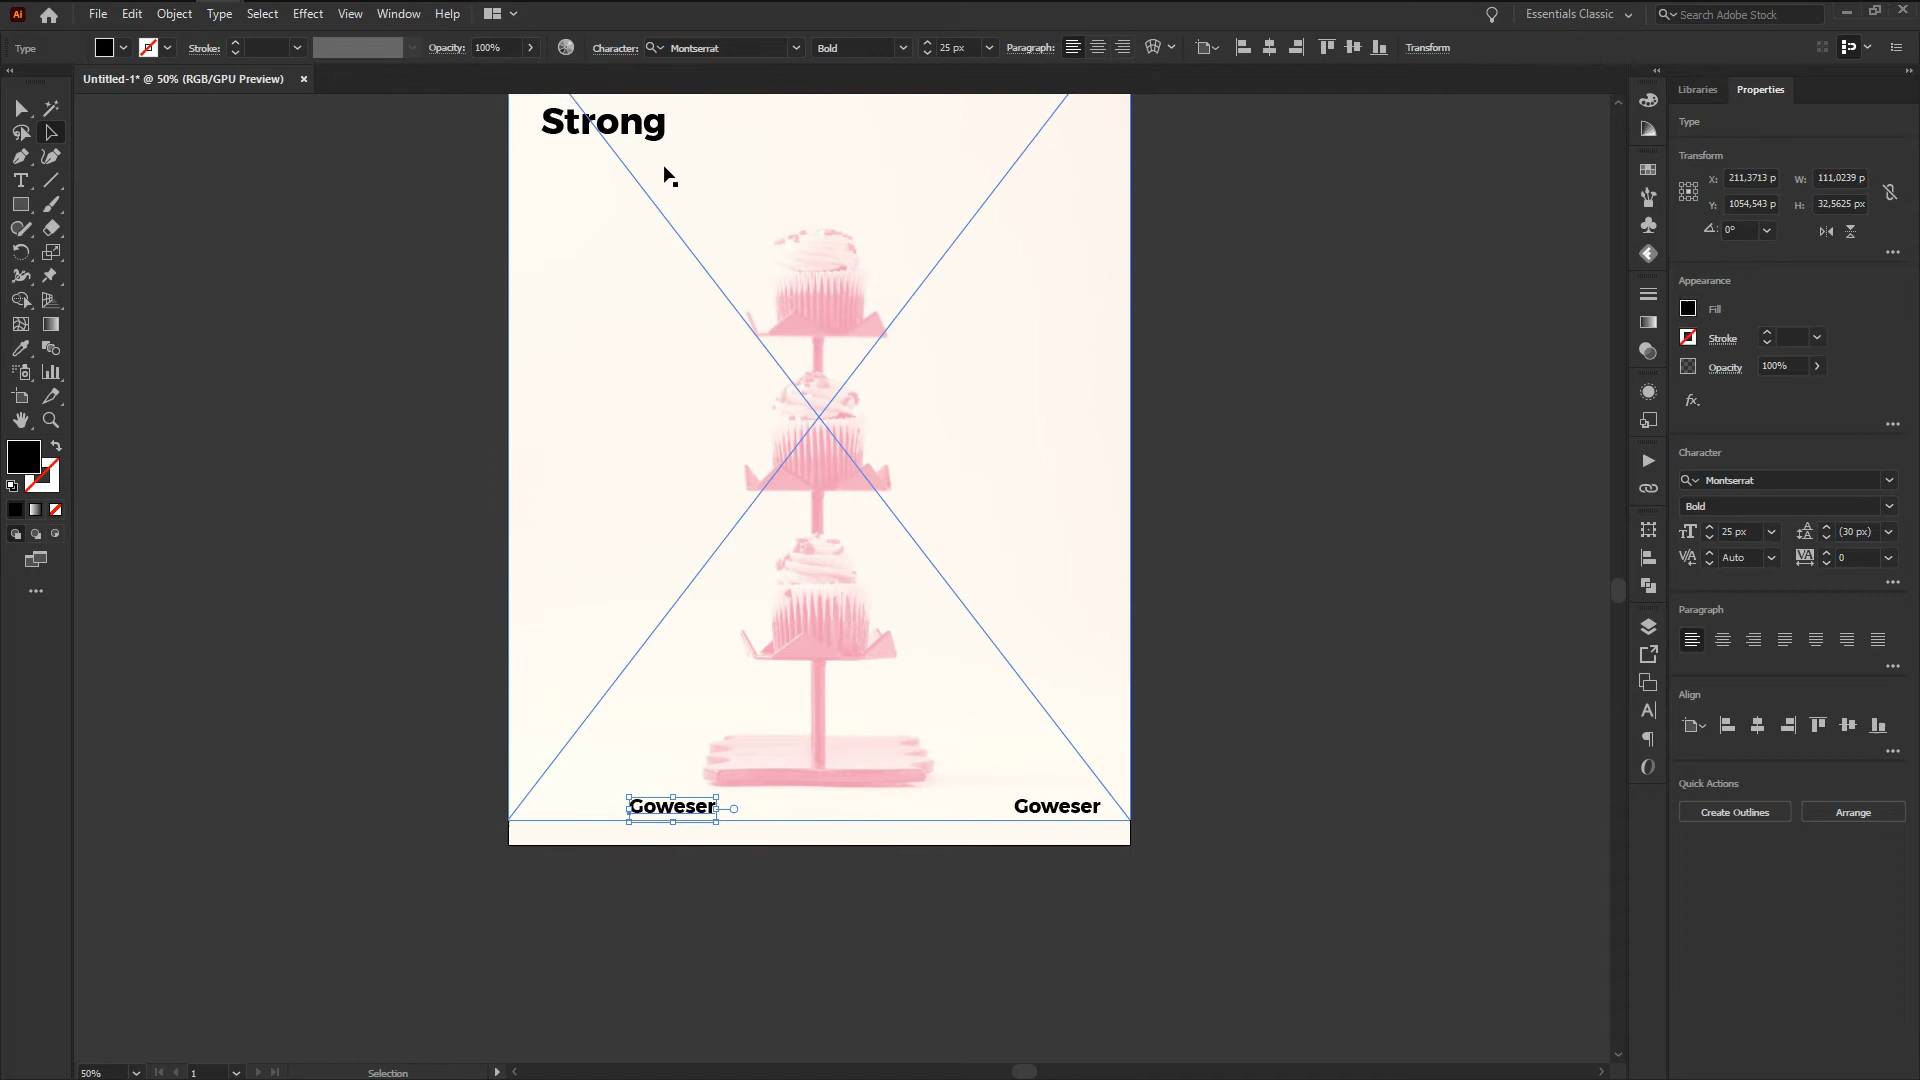 File Edit Object Type Select Effect View Window Help
Essentials Classic
Search Adobe Stock
Type Stroke: Opacity: 100% Character: Montserrat Bold 25 px Paragraph: Transform
Untitled-1* @ 50% (RGB/GPU Preview)
Strong
Goweser
Goweser
50% 1 Selection
Libraries Properties
Type
Transform
X: 211,3713 p W: 111,0239 p
Y: 1054,543 p H: 32,5625 px
0°
Appearance
Fill
Stroke
Opacity 100%
fx.
Character
Montserrat
Bold
25 px (30 px)
Auto 0
Paragraph
Align
Quick Actions
Create Outlines Arrange